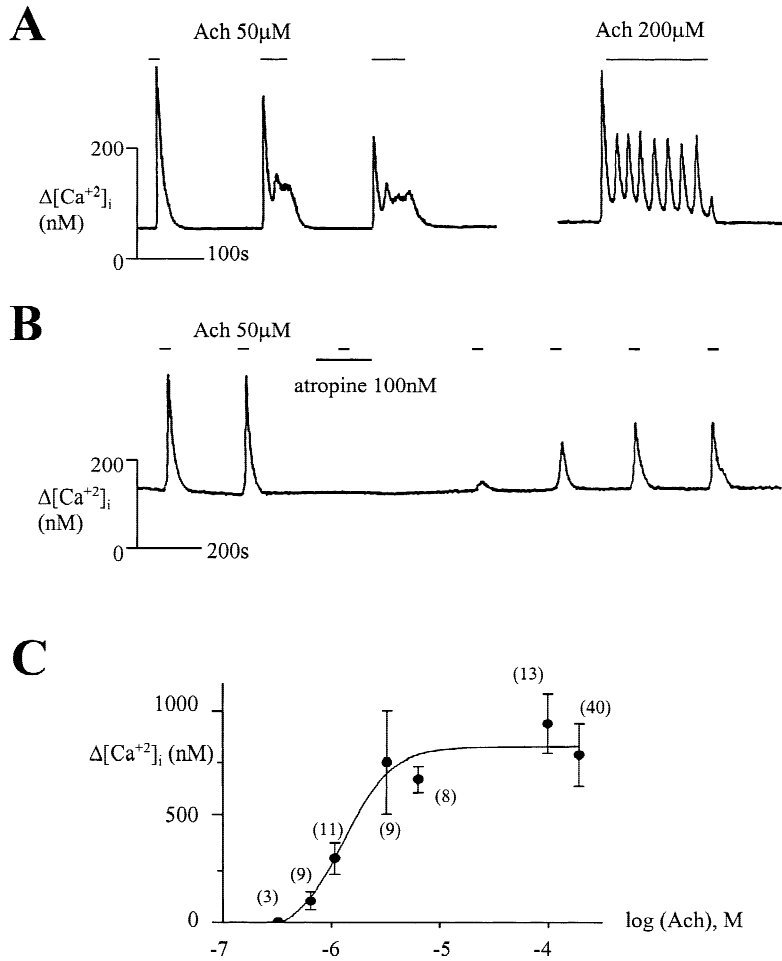 A
Ach 50µM
Ach 200µM
200
Δ[Ca⁺²]ᵢ
(nM)
0
100s
B
Ach 50µM
atropine 100nM
200
Δ[Ca⁺²]ᵢ
(nM)
0
200s
C
1000
Δ[Ca⁺²]ᵢ (nM)
500
0
(3)
(9)
(11)
(9)
(8)
(13)
(40)
-7
-6
-5
-4
log (Ach), M